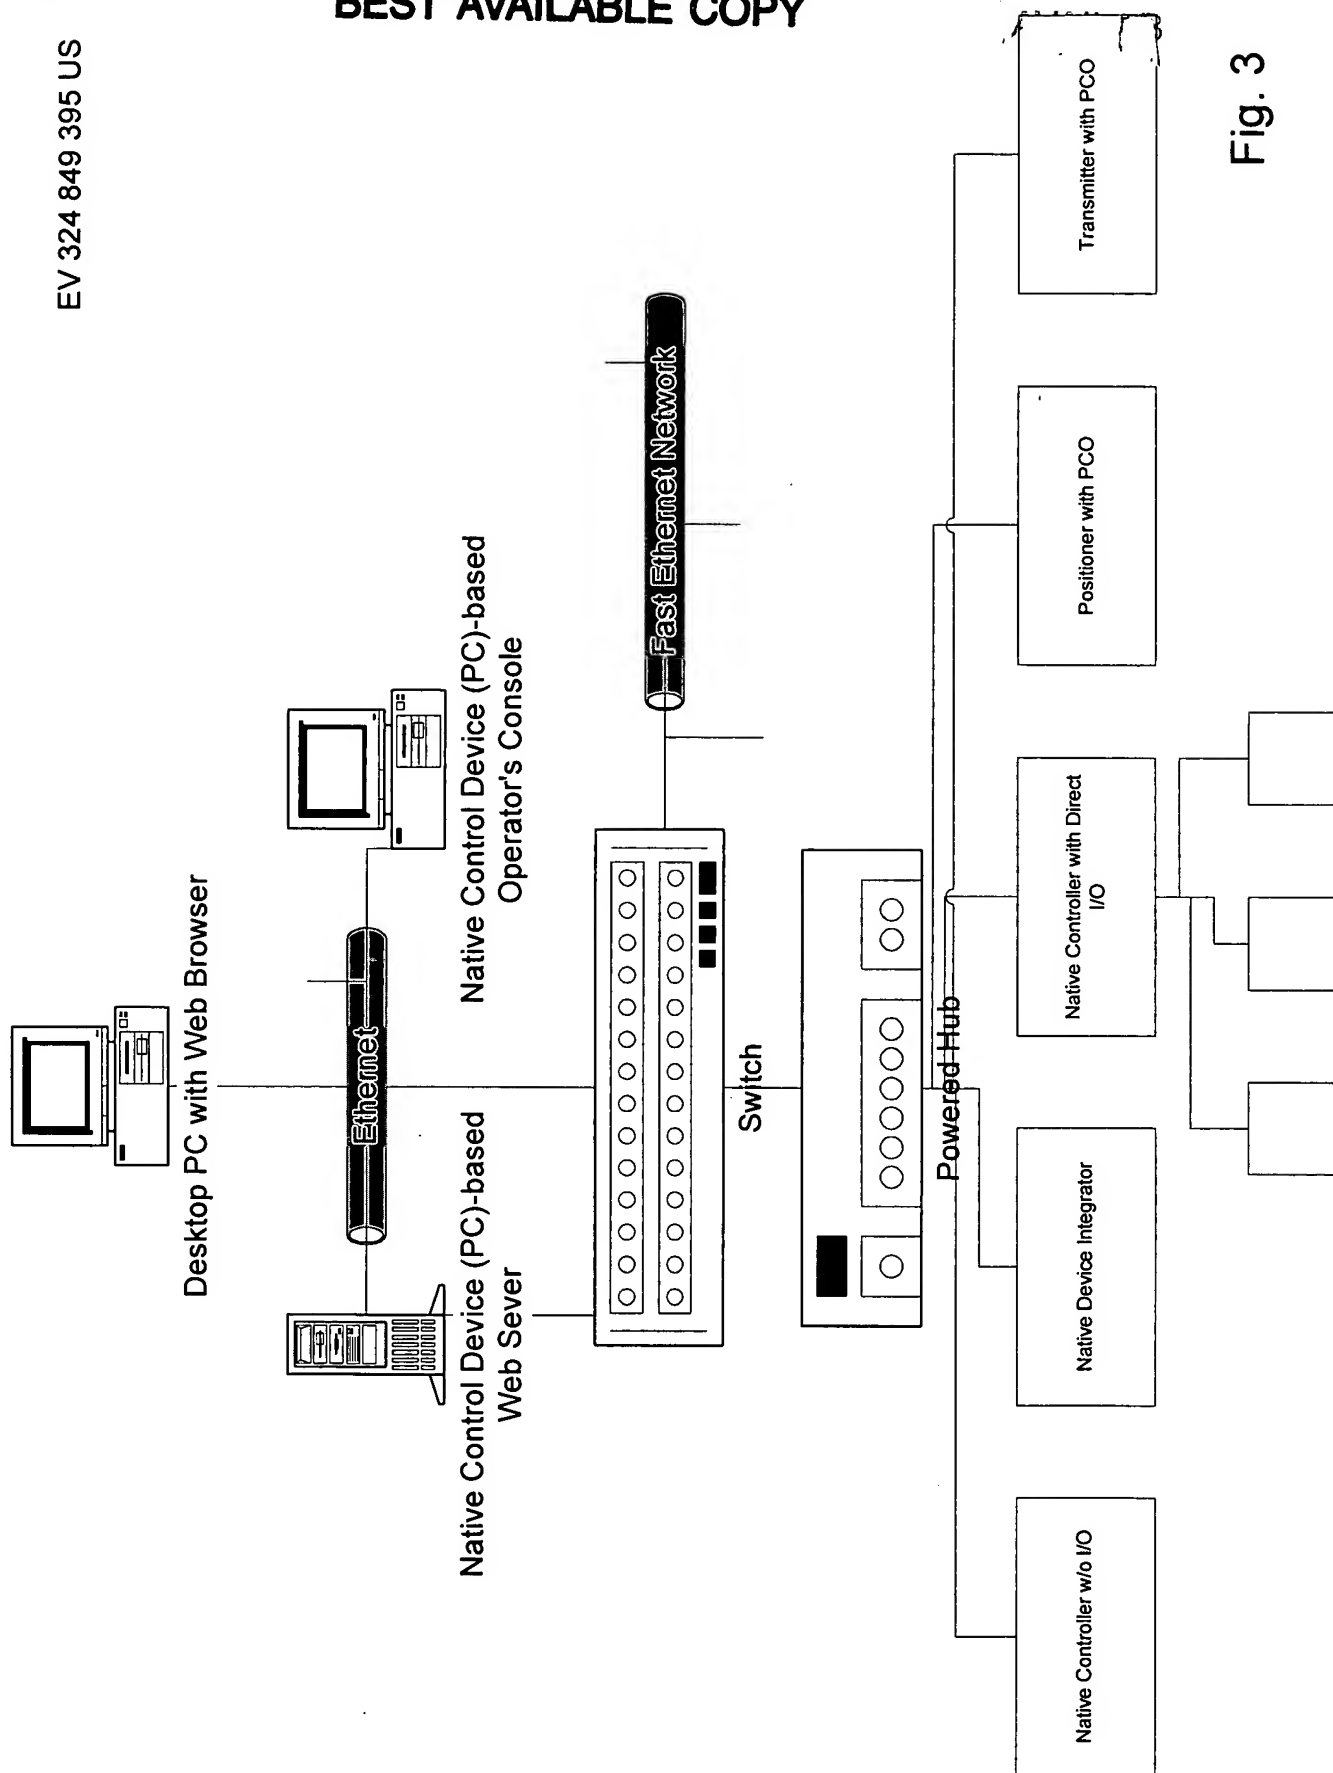 BEST AVAILABLE COPY
EV 324 849 395 US
Desktop PC with Web Browser
Ethernet
Native Control Device (PC)-based
Web Sever
Native Control Device (PC)-based
Operator's Console
Switch
Fast Ethernet Network
Powered Hub
Native Controller w/o I/O
Native Device Integrator
Native Controller with Direct
I/O
Positioner with PCO
Transmitter with PCO
Fig. 3